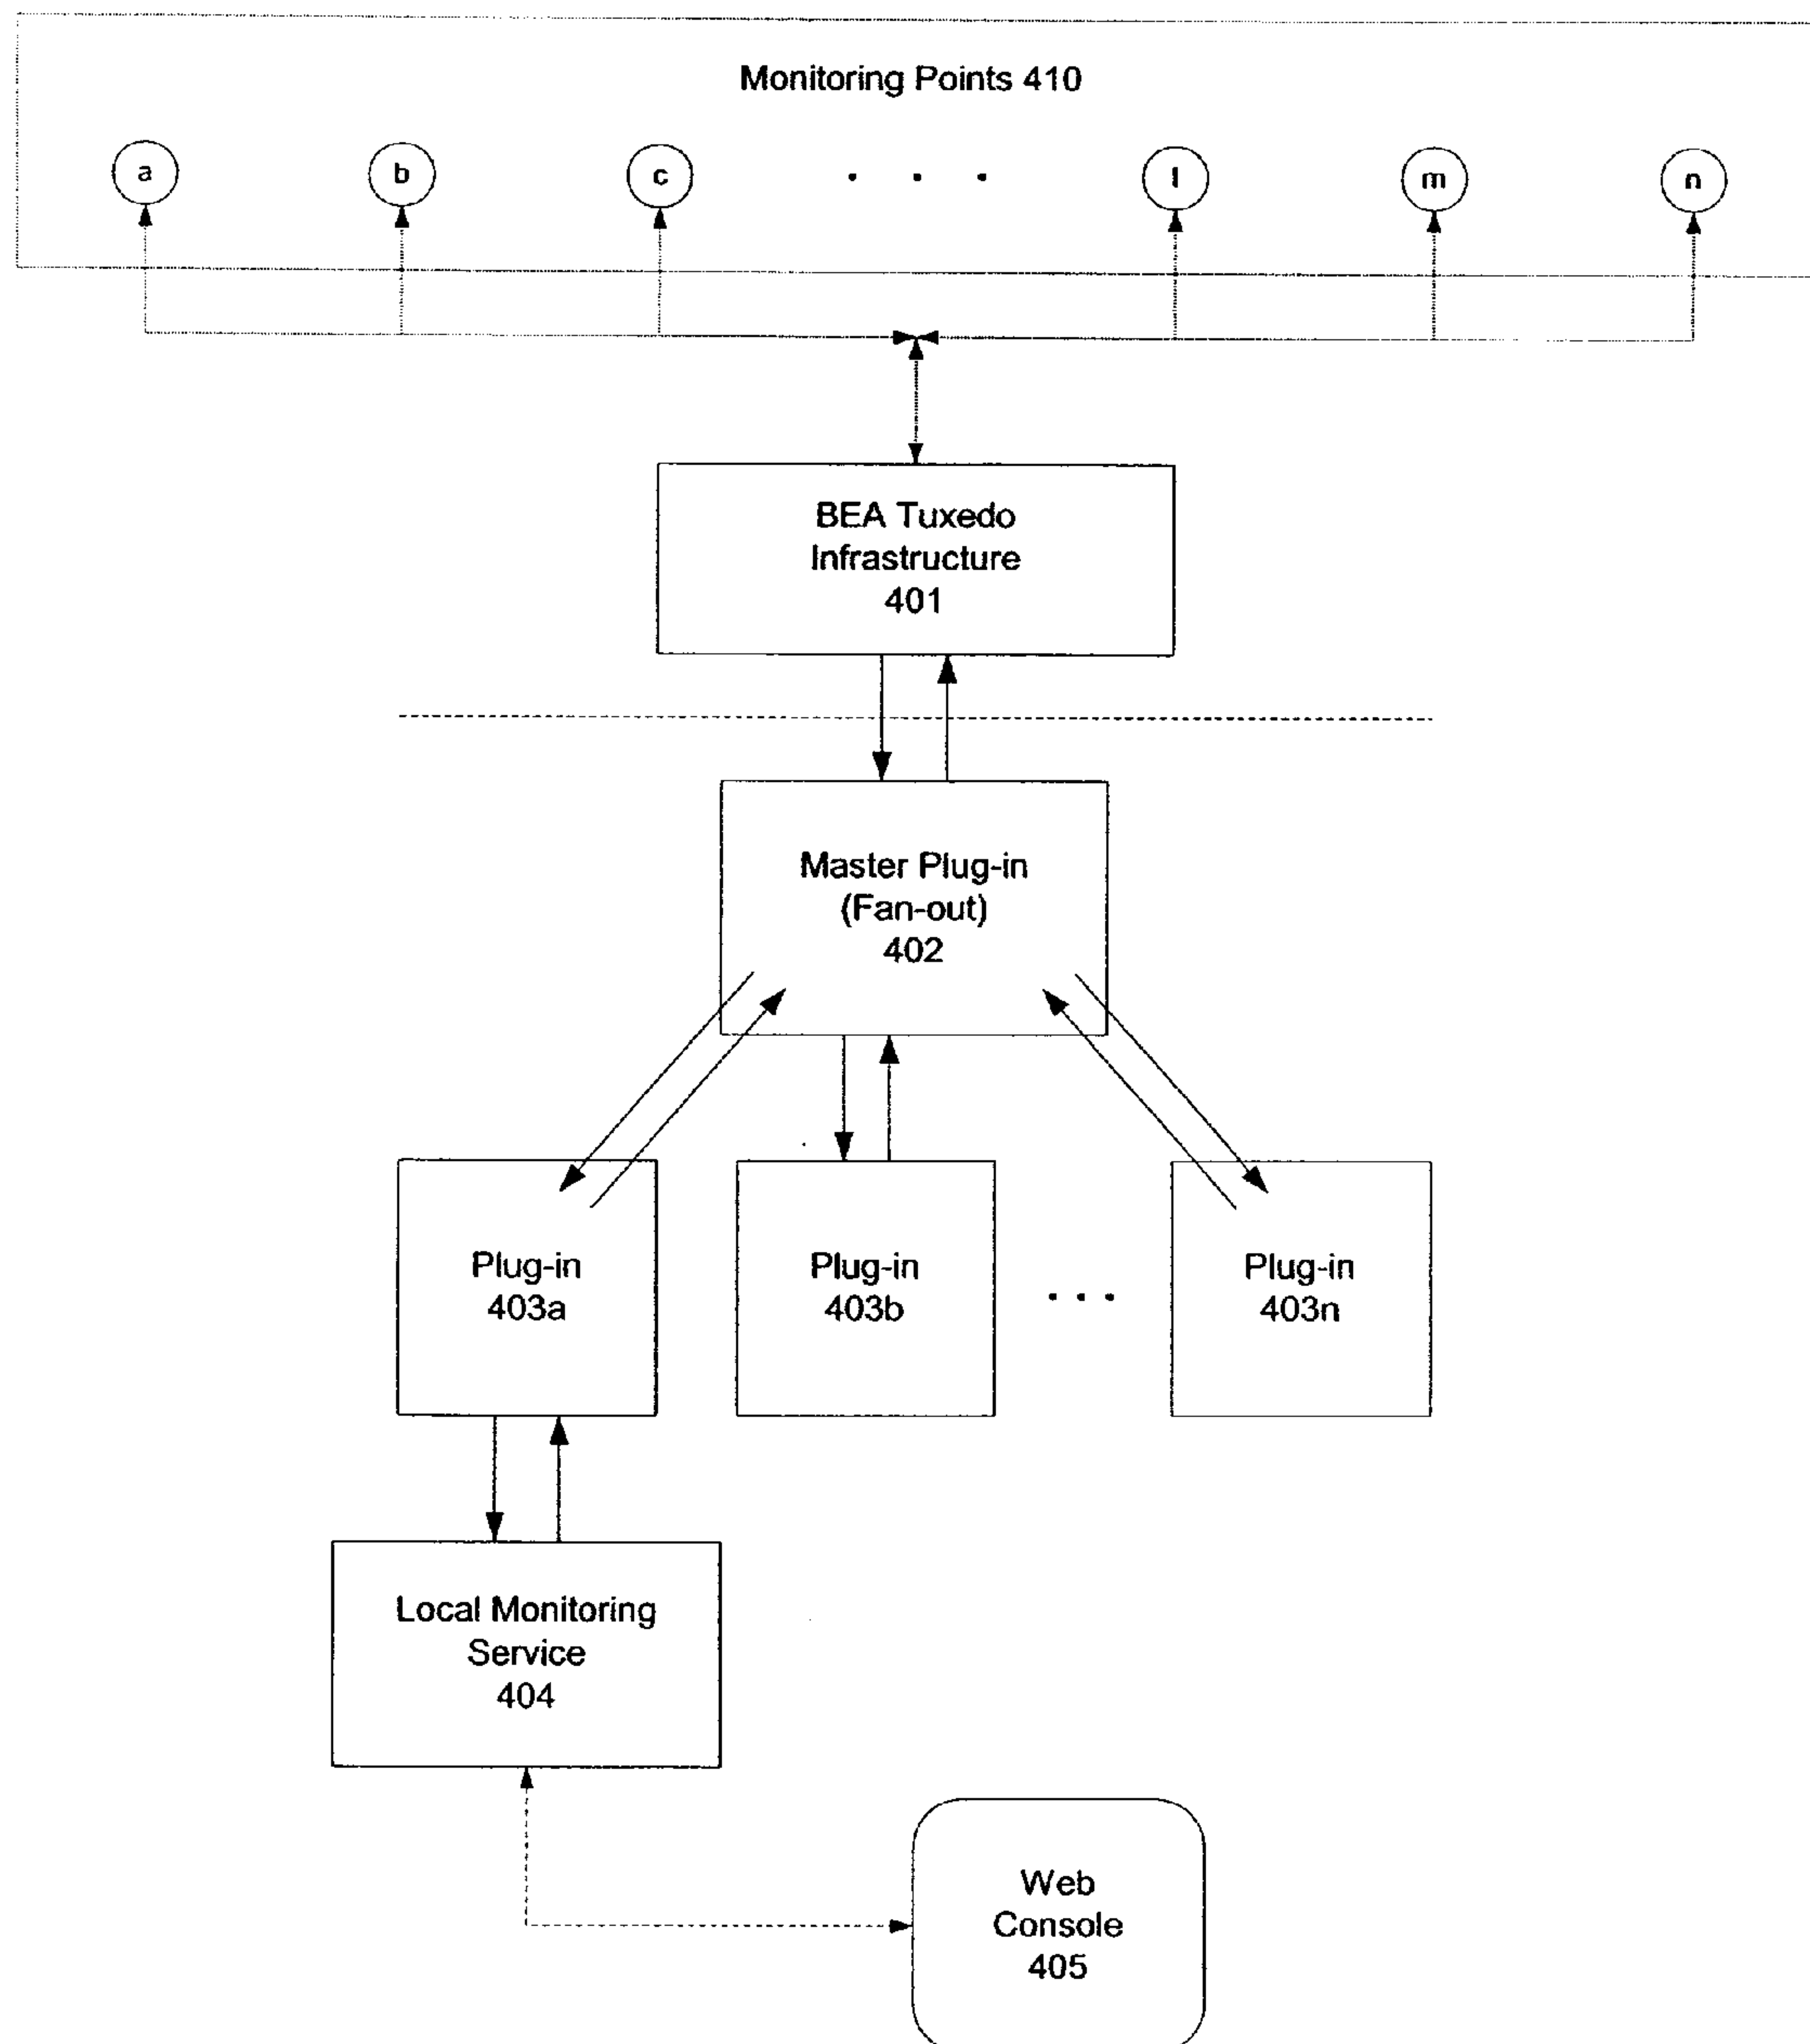 Monitoring Points 410
a b c . . . l m n
BEA Tuxedo
Infrastructure
401
Master Plug-in
(Fan-out)
402
Plug-in
403a
Plug-in
403b
. . .
Plug-in
403n
Local Monitoring
Service
404
Web
Console
405